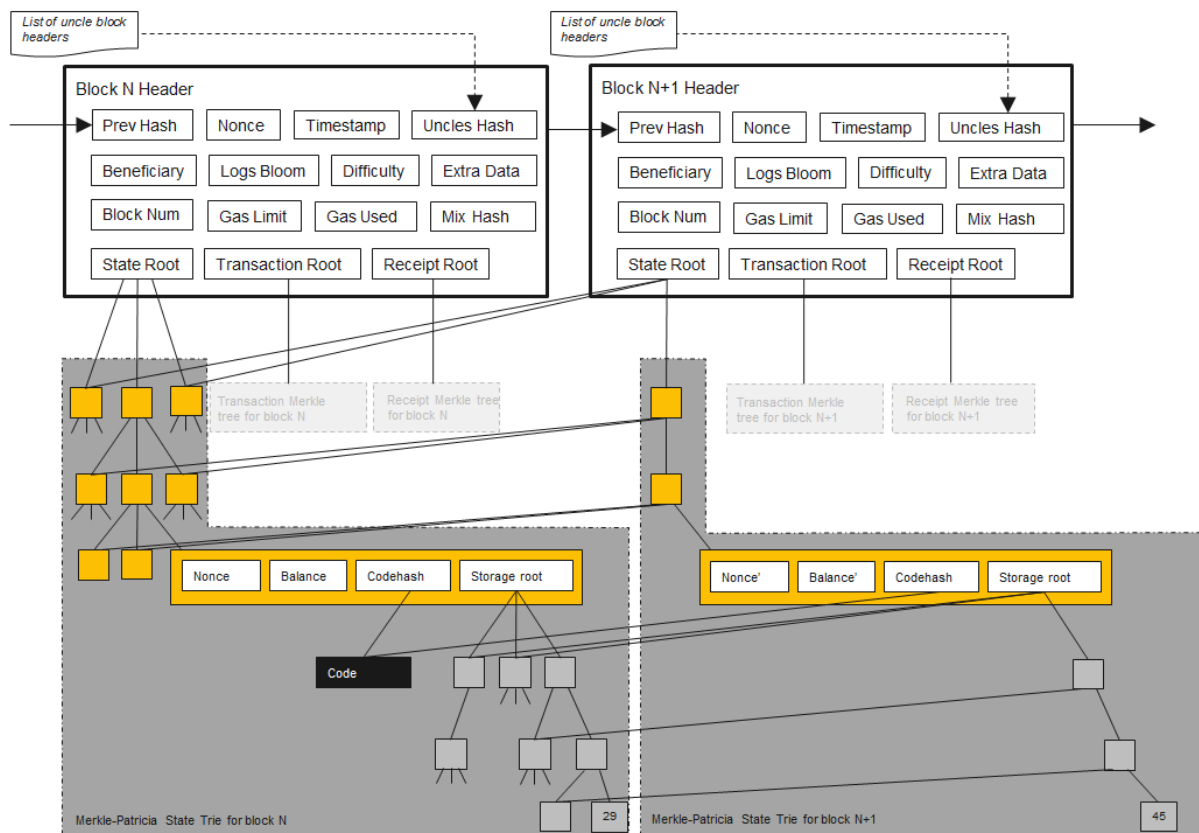 List of uncle block
headers
List of uncle block
headers
Block N Header
Prev Hash
Nonce
Timestamp
Uncles Hash
Beneficiary
Logs Bloom
Difficulty
Extra Data
Block Num
Gas Limit
Gas Used
Mix Hash
State Root
Transaction Root
Receipt Root
Block N+1 Header
Prev Hash
Nonce
Timestamp
Uncles Hash
Beneficiary
Logs Bloom
Difficulty
Extra Data
Block Num
Gas Limit
Gas Used
Mix Hash
State Root
Transaction Root
Receipt Root
Transaction Merkle
tree for block N
Receipt Merkle tree
for block N
Transaction Merkle
tree for block N+1
Receipt Merkle tree
for block N+1
Nonce
Balance
Codehash
Storage root
Nonce'
Balance'
Codehash
Storage root
Code
29
45
Merkle-Patricia State Trie for block N
Merkle-Patricia State Trie for block N+1